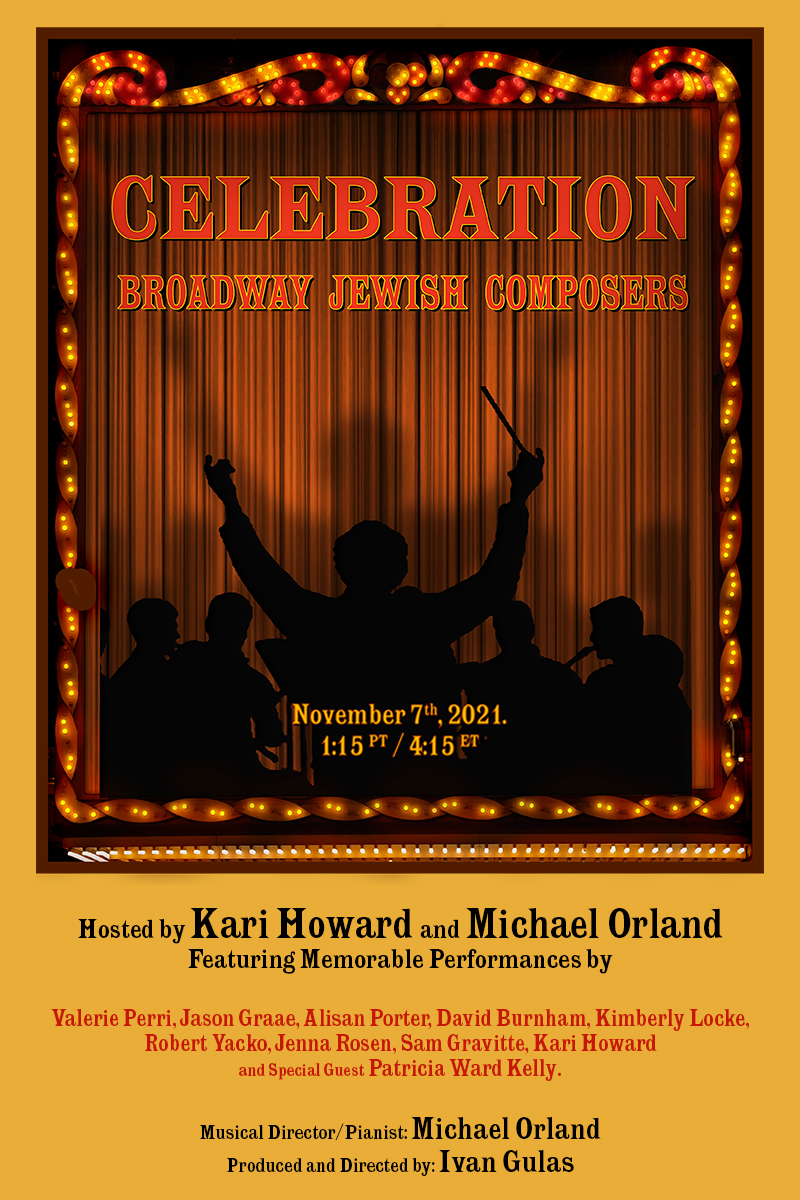 CELEBRATION
BROADWAY JEWISH COMPOSERS
November 7th, 2021.
1:15 PT / 4:15 ET
Hosted by Kari Howard and Michael Orland
Featuring Memorable Performances by
Valerie Perri, Jason Graae, Alisan Porter, David Burnham, Kimberly Locke,
Robert Yacko, Jenna Rosen, Sam Gravitte, Kari Howard
and Special Guest Patricia Ward Kelly.
Musical Director/Pianist: Michael Orland
Produced and Directed by: Ivan Gulas